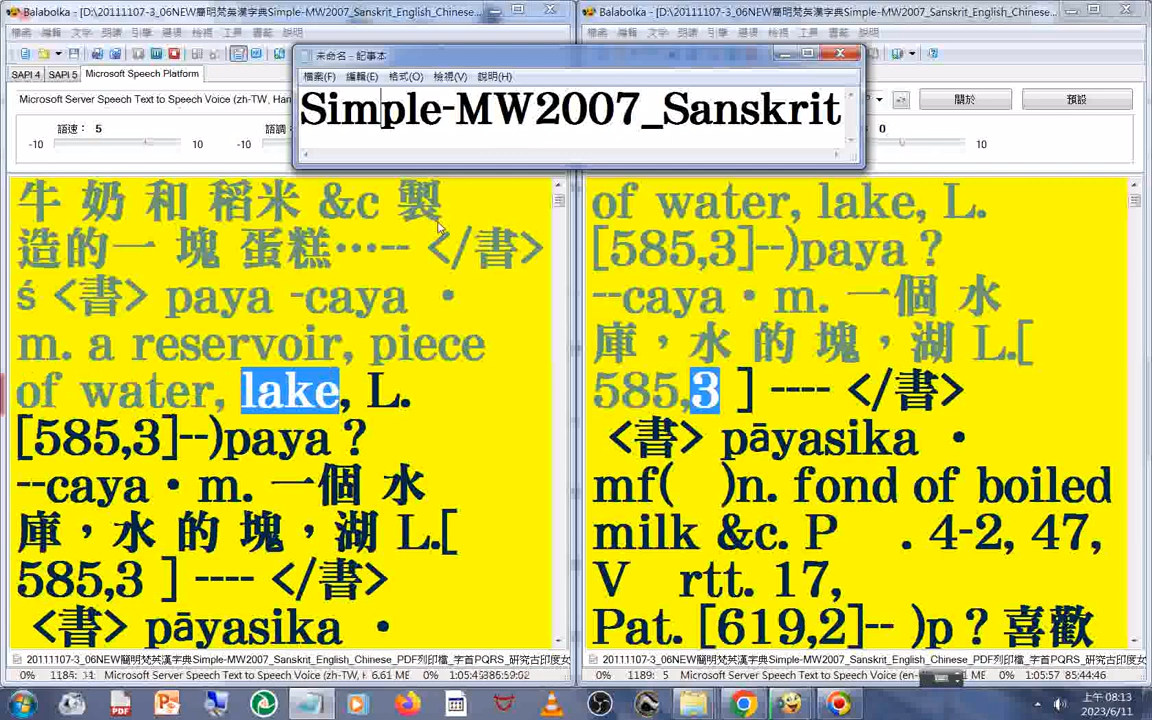 Balabolka - [D:\20111107-3_06NEW簡明梵英漢字典Simple-MW2007_Sanskrit_English_Chinese...
Balabolka - [D:\20111107-3_06NEW簡明梵英漢字典Simple-MW2007_Sanskrit_English_Chinese...
未命名 - 記事本
檔案(F) 編輯(E) 格式(O) 檢視(V) 說明(H)
Simple-MW2007_Sanskrit
SAPI 4 SAPI 5 Microsoft Speech Platform
Microsoft Server Speech Text to Speech Voice (zh-TW, Han
關於 預設
語速： 5 語調： 0
-10 10 -10 10
牛 奶 和 稻米 &c 製
造的一 塊 蛋糕…-- </書>
ś <書> paya -caya •
m. a reservoir, piece
of water, lake, L.
[585,3]--)paya？
--caya • m. 一個 水
庫，水 的 塊，湖 L.[
585,3 ] ---- </書>
<書> pāyasika •
of water, lake, L.
[585,3]--)paya？
--caya • m. 一個 水
庫，水 的 塊，湖 L.[
585,3 ] ---- </書>
<書> pāyasika •
mf( )n. fond of boiled
milk &c. P . 4-2, 47,
V rtt. 17,
Pat. [619,2]-- )p？喜歡
20111107-3_06NEW簡明梵英漢字典Simple-MW2007_Sanskrit_English_Chinese_PDF列印檔_字首PQRS_研究古印度女
20111107-3_06NEW簡明梵英漢字典Simple-MW2007_Sanskrit_English_Chinese_PDF列印檔_字首PQRS_研究古印度女
0% Microsoft Server Speech Text to Speech Voice (zh-TW, H 6.61 ME 0%
0% 1189: 5 Microsoft Server Speech Text to Speech Voice (zh-TW, ME 0% 1:05:57 85:44:46
上午 08:13
2023/6/11